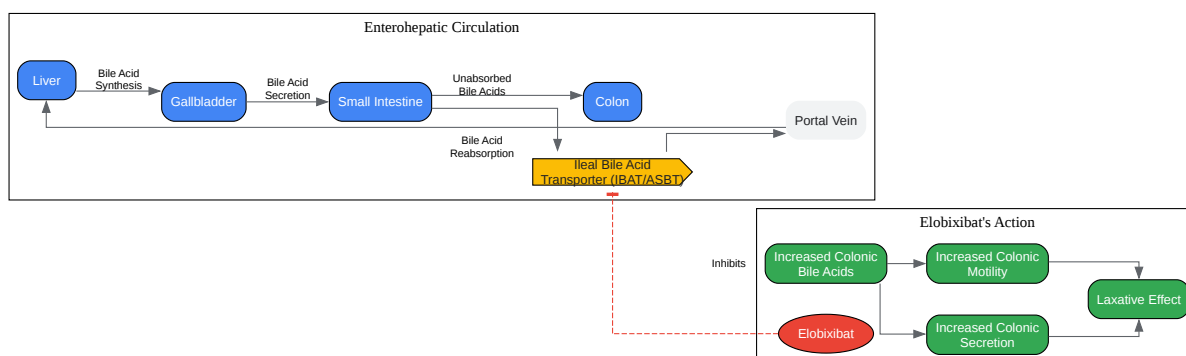 Enterohepatic Circulation
Liver
Bile Acid
Synthesis
Gallbladder
Bile Acid
Secretion
Small Intestine
Unabsorbed
Bile Acids
Colon
Portal Vein
Bile Acid
Reabsorption
Ileal Bile Acid
Transporter (IBAT/ASBT)
Elobixibat's Action
Inhibits
Increased Colonic
Bile Acids
Increased Colonic
Motility
Laxative Effect
Elobixibat
Increased Colonic
Secretion